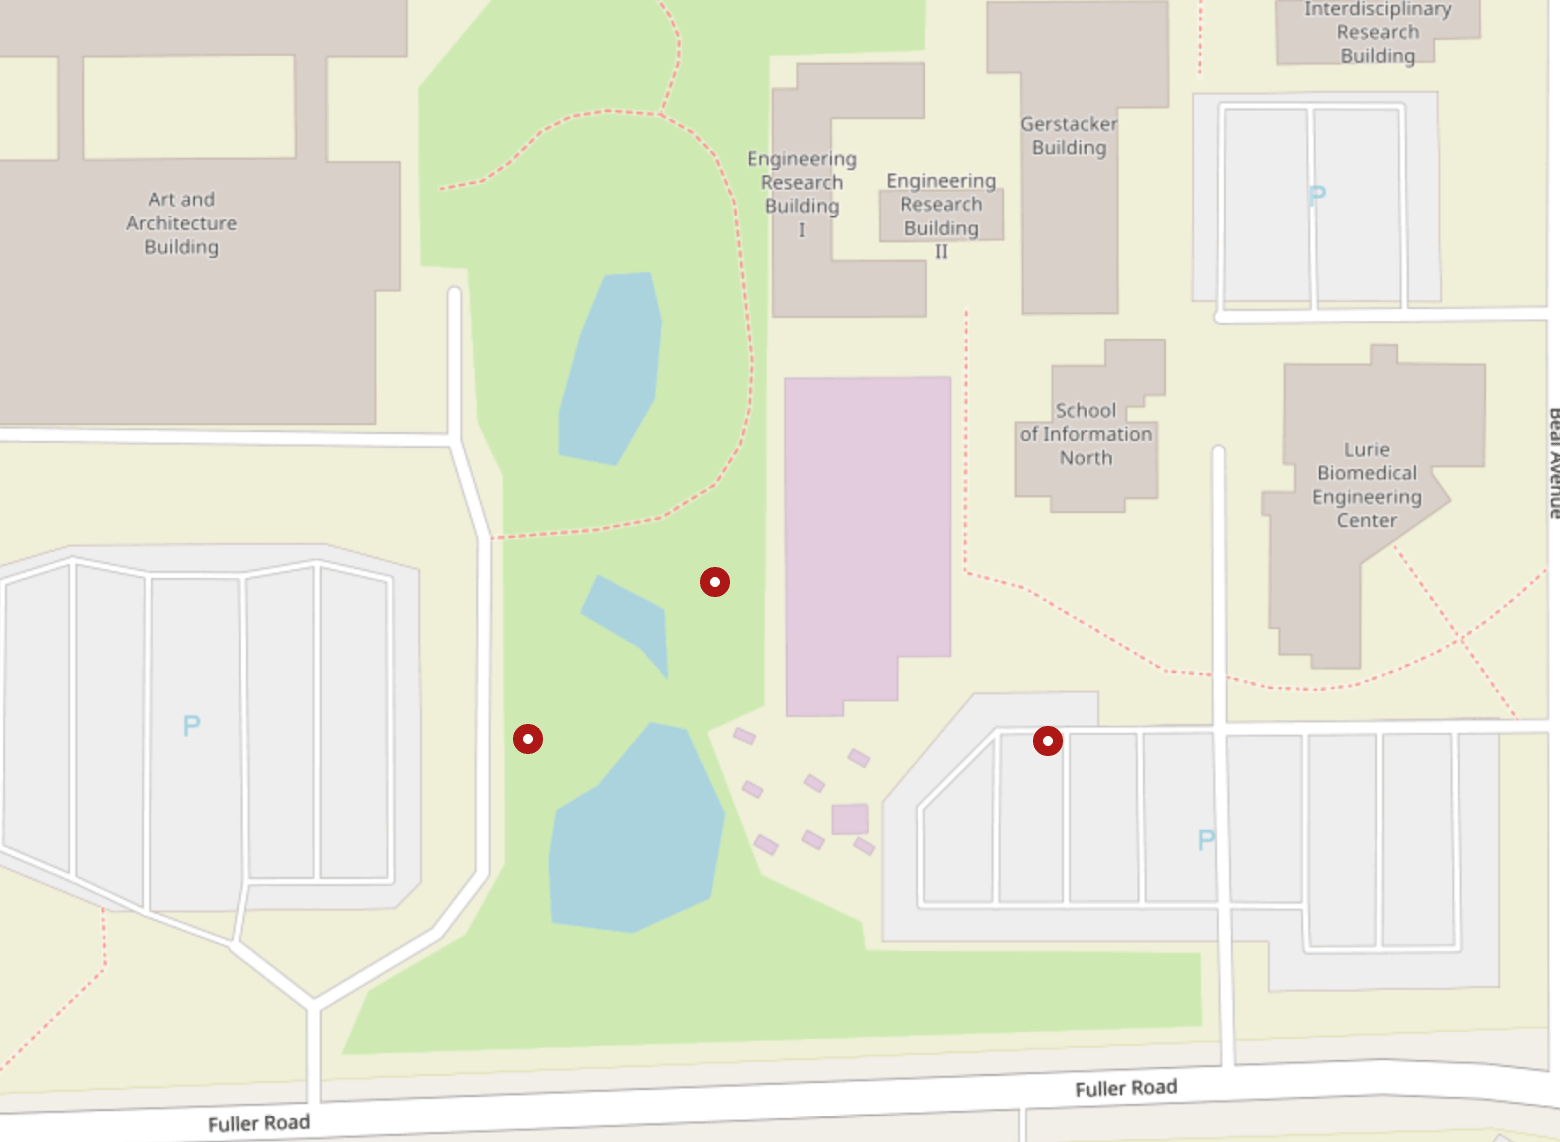 Interdisciplinary
Research
Building
Gerstacker
Building
Engineering
Research
Building
I
Engineering
Research
Building
II
Art and
Architecture
Building
P
School
of Information
North
Lurie
Biomedical
Engineering
Center
Beal Avenue
P
P
Fuller Road
Fuller Road